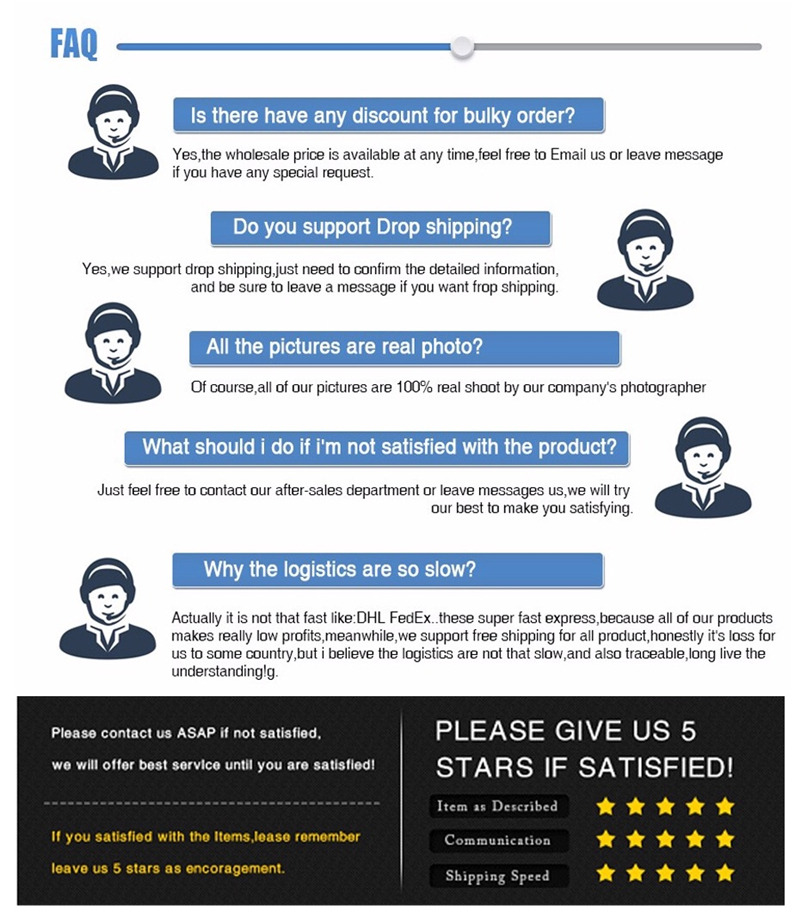 FAQ
Is there have any discount for bulky order?
Yes,the wholesale price is available at any time,feel free to Email us or leave message
if you have any special request.
Do you support Drop shipping?
Yes,we support drop shipping,just need to confirm the detailed information,
and be sure to leave a message if you want frop shipping.
All the pictures are real photo?
Of course,all of our pictures are 100% real shoot by our company's photographer
What should i do if i'm not satisfied with the product?
Just feel free to contact our after-sales department or leave messages us,we will try
our best to make you satisfying.
Why the logistics are so slow?
Actually it is not that fast like:DHL FedEx..these super fast express,because all of our products
makes really low profits,meanwhile,we support free shipping for all product,honestly it's loss for
us to some country,but i believe the logistics are not that slow,and also traceable,long live the
understanding!g.
Please contact us ASAP if not satisfied,
we will offer best service until you are satisfied!
If you satisfied with the Items,lease remember
leave us 5 stars as encoragement.
PLEASE GIVE US 5
STARS IF SATISFIED!
Item as Described
Communication
Shipping Speed